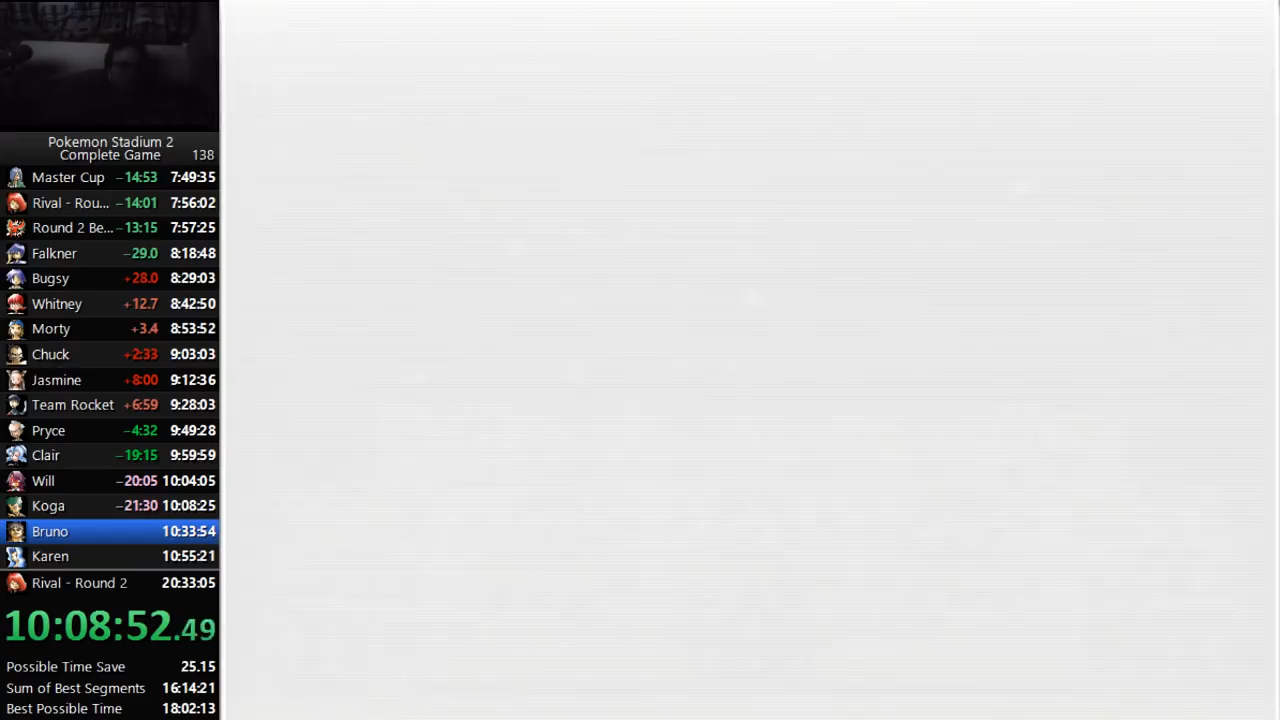 Pokemon Stadium 2
Complete Game 138
Master Cup −14:53 7:49:35
Rival - Rou... −14:01 7:56:02
Round 2 Be... −13:15 7:57:25
Falkner −29.0 8:18:48
Bugsy +28.0 8:29:03
Whitney +12.7 8:42:50
Morty +3.4 8:53:52
Chuck +2:33 9:03:03
Jasmine +8:00 9:12:36
Team Rocket +6:59 9:28:03
Pryce −4:32 9:49:28
Clair −19:15 9:59:59
Will −20:05 10:04:05
Koga −21:30 10:08:25
Bruno 10:33:54
Karen 10:55:21
Rival - Round 2 20:33:05
10:08:52.49
Possible Time Save 25.15
Sum of Best Segments 16:14:21
Best Possible Time 18:02:13